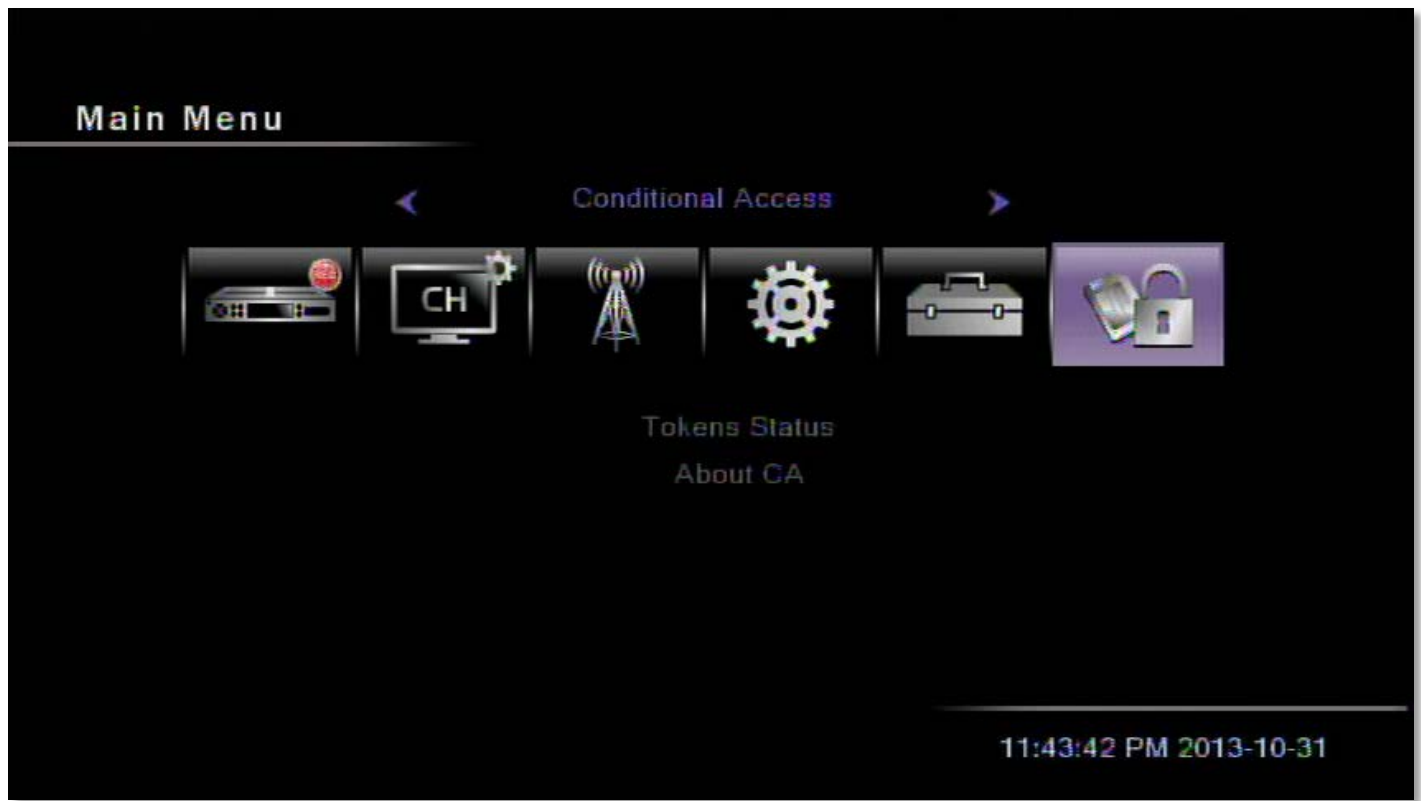 Main Menu
Conditional Access
CH
Tokens Status
About CA
11:43:42 PM 2013-10-31